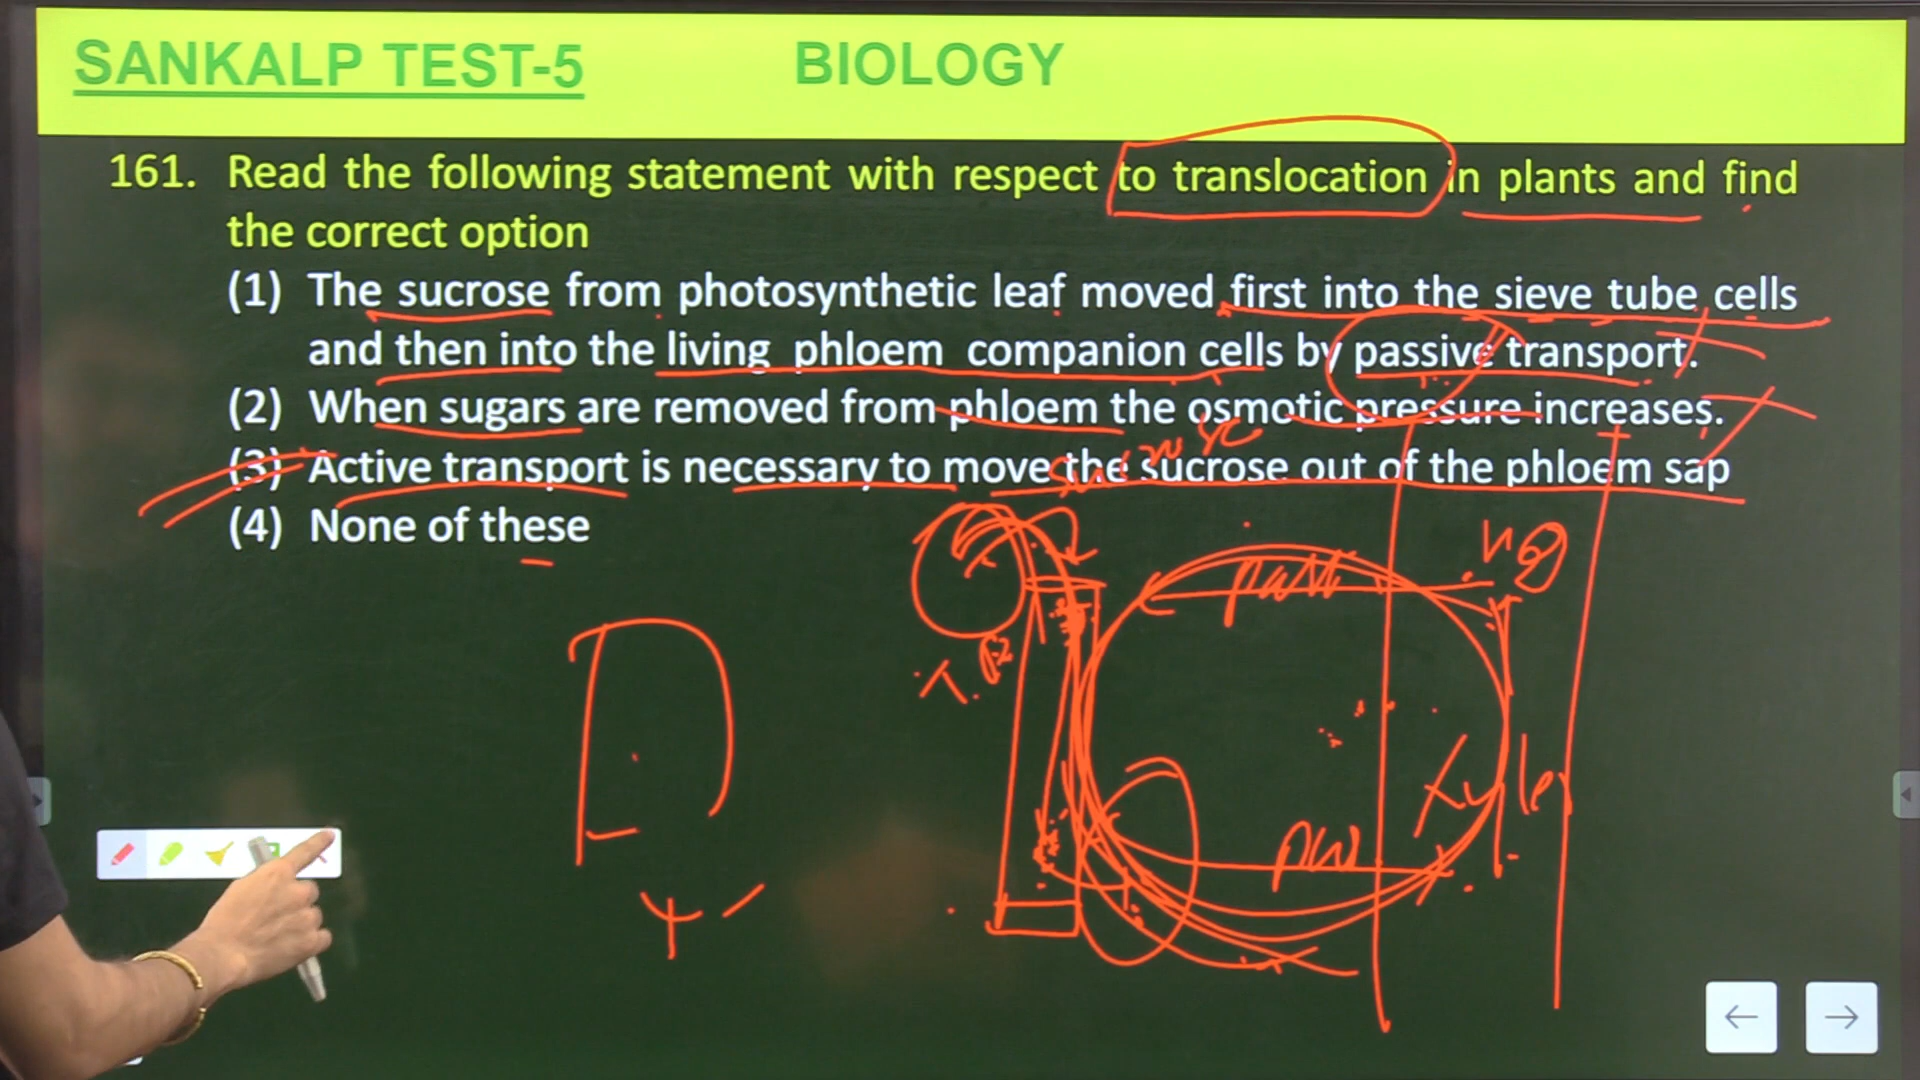 SANKALP TEST-5 BIOLOGY
161. Read the following statement with respect to translocation in plants and find
the correct option
(1) The sucrose from photosynthetic leaf moved first into the sieve tube cells
and then into the living phloem companion cells by passive transport.
(2) When sugars are removed from phloem the osmotic pressure increases.
(3) Active transport is necessary to move the sucrose out of the phloem sap
(4) None of these